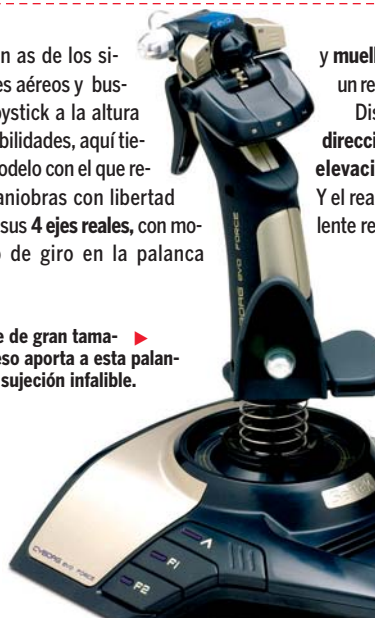 n as de los si-
es aéreos y bus-
oystick a la altura
bilidades, aquí tie-
odelo con el que re-
aniobras con libertad
sus 4 ejes reales, con mo-
o de giro en la palanca
e de gran tama-
eso aporta a esta palan-
sujeción infalible.
y muell
un re
Dis
direcci
elevaci
Y el rea
lente re
CYBORG evo FORCE
Saitek
CYBORG evo FORCE
A
F1
F2